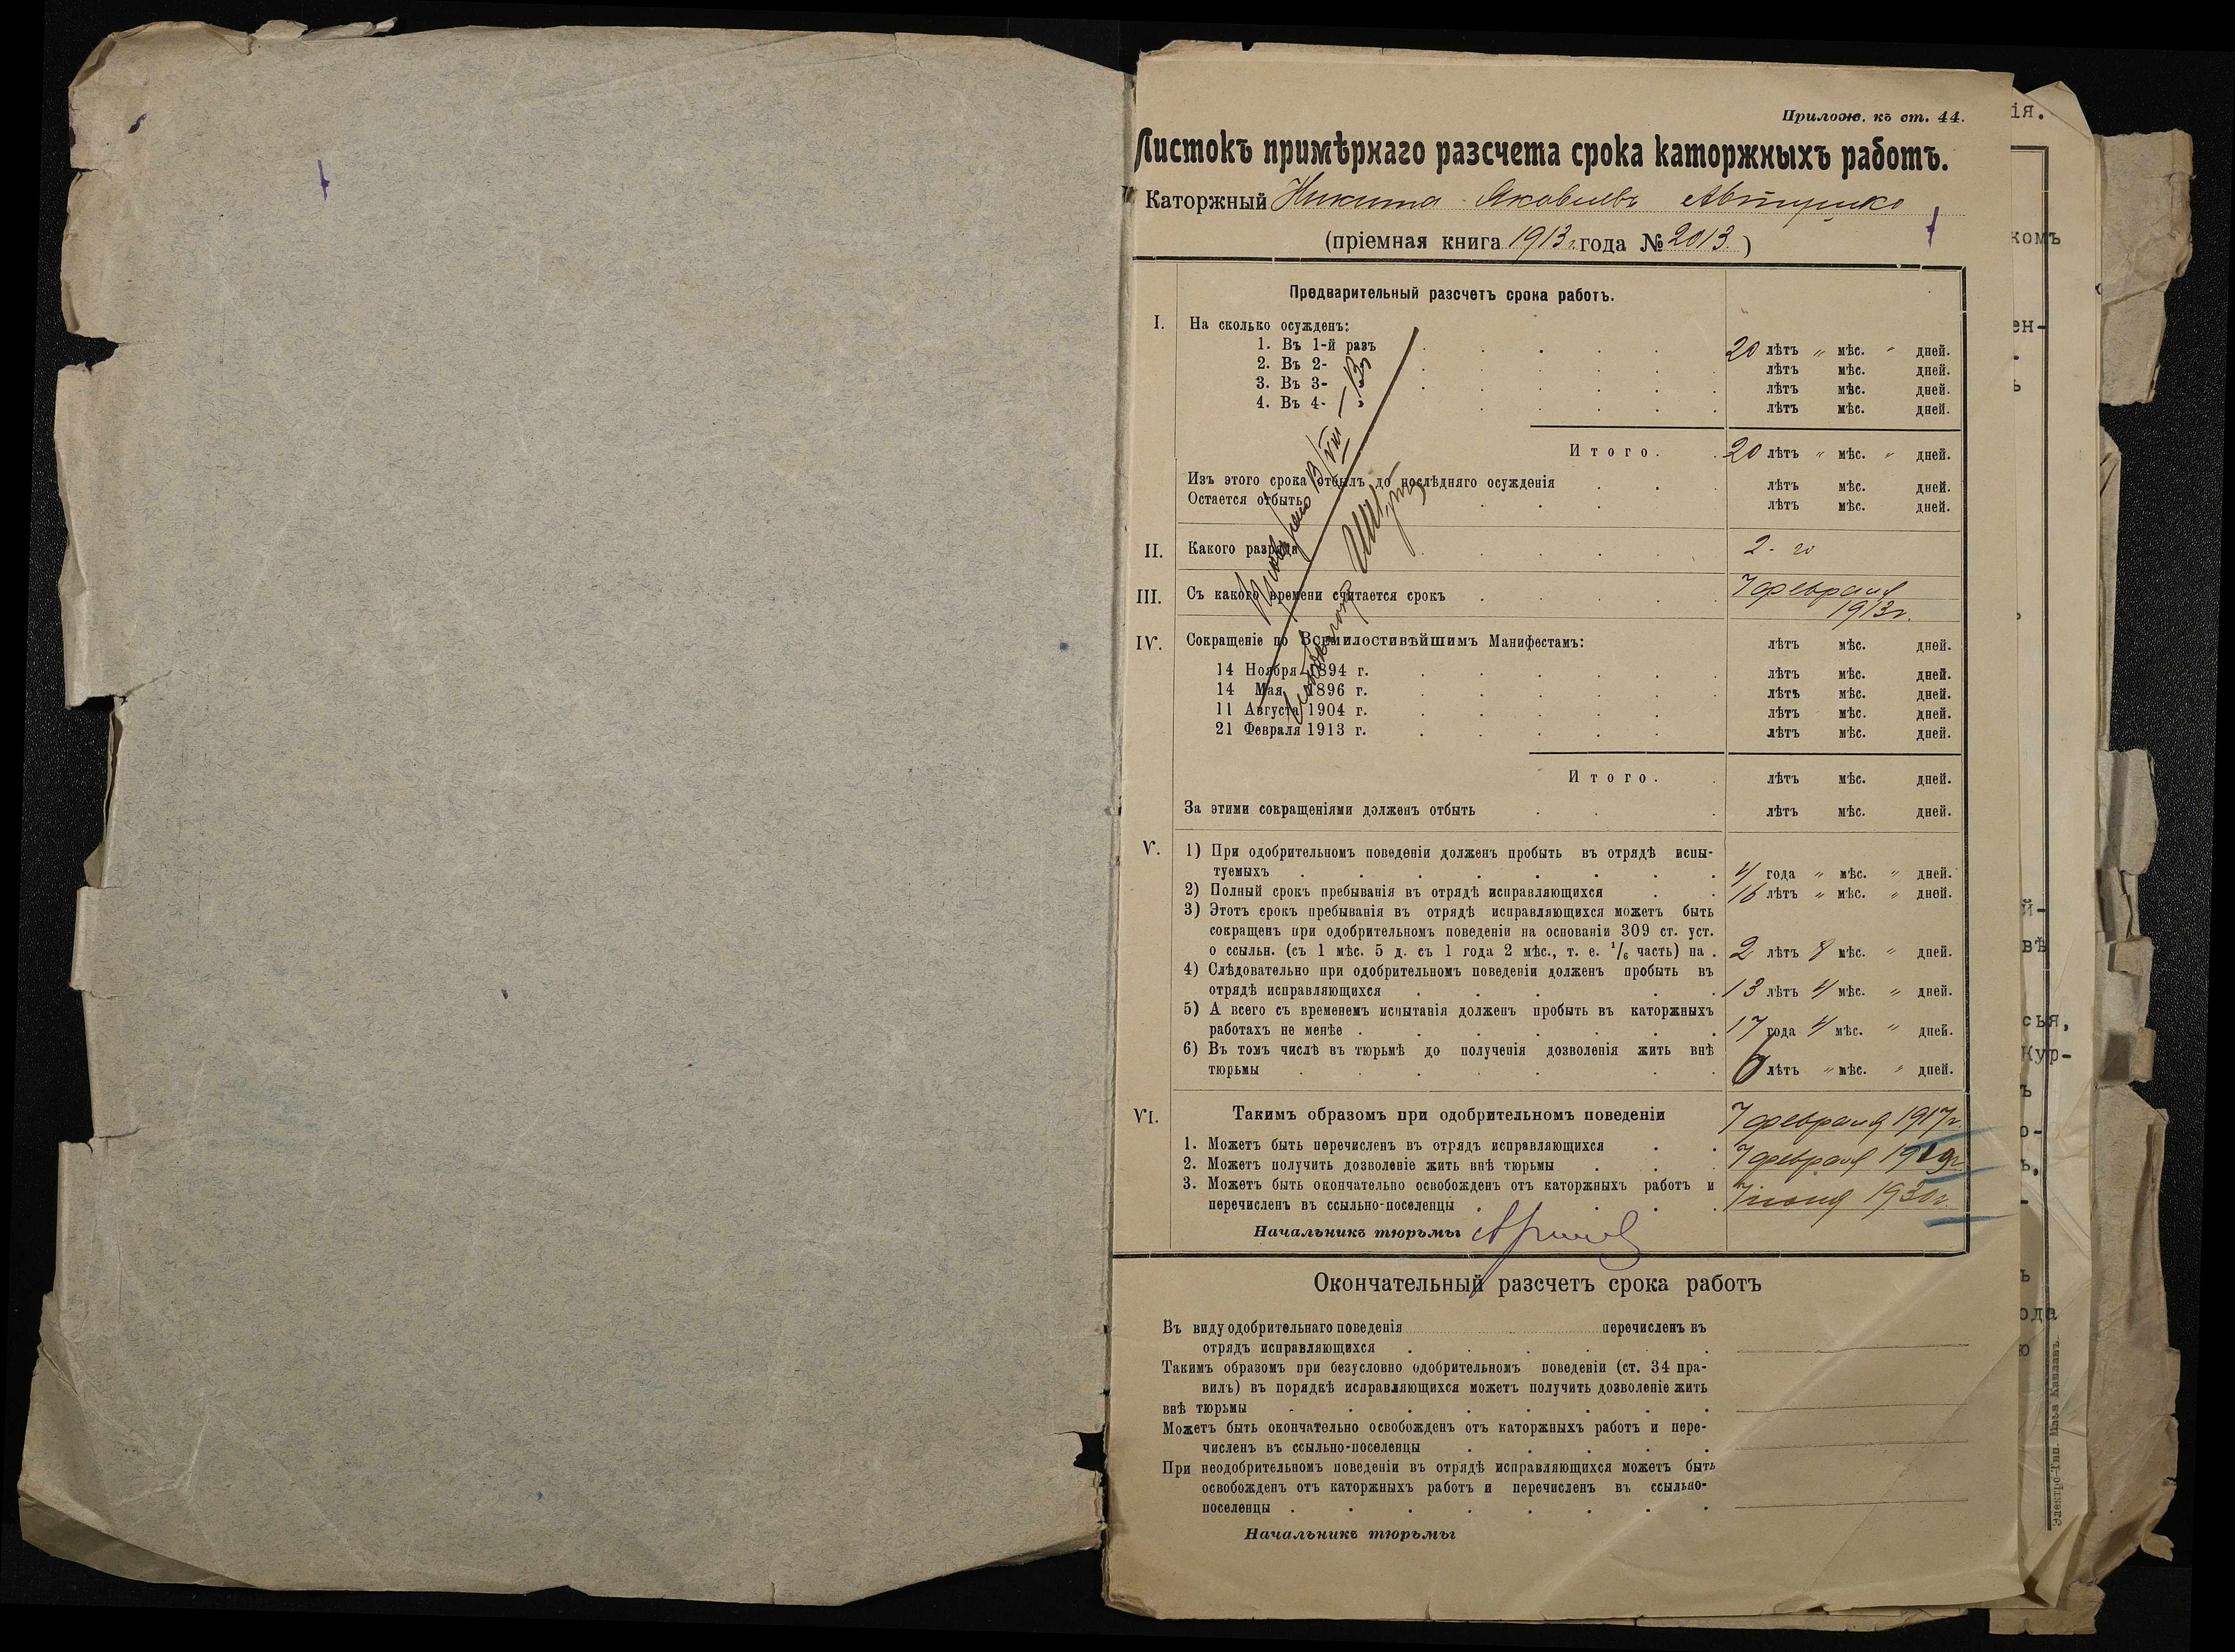 Прилож. къ ст. 44.
Листокъ примѣрнаго разсчета срока каторжныхъ работъ.
Каторжный Никита Яковлевъ
(пріемная книга 1913 г. года № 2013.)
Предварительный разсчетъ срока работъ.
I. На сколько осужденъ:
1. Въ 1-й разъ 20 лѣтъ " мѣс. " дней.
2. Въ 2- " лѣтъ мѣс. дней.
3. Въ 3- " лѣтъ мѣс. дней.
4. Въ 4- " лѣтъ мѣс. дней.
Итого. 20 лѣтъ " мѣс. " дней.
Изъ этого срока отбылъ до послѣдняго осужденія лѣтъ мѣс. дней.
Остается отбыть лѣтъ мѣс. дней.
II. Какого разряда 2-го
III. Съ какого времени считается срокъ 7 февраля
1913 г.
IV. Сокращеніе по Всемилостивѣйшимъ Манифестамъ: лѣтъ мѣс. дней.
14 Ноября 1894 г. лѣтъ мѣс. дней.
14 Мая 1896 г. лѣтъ мѣс. дней.
11 Августа 1904 г. лѣтъ мѣс. дней.
21 Февраля 1913 г. лѣтъ мѣс. дней.
Итого. лѣтъ мѣс. дней.
За этими сокращеніями долженъ отбыть лѣтъ мѣс. дней.
V. 1) При одобрительномъ поведеніи долженъ пробыть въ отрядѣ испы-
туемыхъ 4 года " мѣс. " дней.
2) Полный срокъ пребыванія въ отрядѣ исправляющихся 16 лѣтъ " мѣс. " дней.
3) Этотъ срокъ пребыванія въ отрядѣ исправляющихся можетъ быть
сокращенъ при одобрительномъ поведеніи на основаніи 309 ст. уст.
о ссыльн. (съ 1 мѣс. 5 д. съ 1 года 2 мѣс., т. е. 1/6 часть) на 2 лѣтъ 8 мѣс. " дней.
4) Слѣдовательно при одобрительномъ поведеніи долженъ пробыть въ
отрядѣ исправляющихся 13 лѣтъ 4 мѣс. " дней.
5) А всего съ временемъ испытанія долженъ пробыть въ каторжныхъ
работахъ не менѣе 17 года 4 мѣс. " дней.
6) Въ томъ числѣ въ тюрьмѣ до полученія дозволенія жить внѣ
тюрьмы 6 лѣтъ " мѣс. " дней.
VI. Такимъ образомъ при одобрительномъ поведеніи
1. Можетъ быть перечисленъ въ отрядъ исправляющихся 7 февраля 1917 г.
2. Можетъ получить дозволеніе жить внѣ тюрьмы 7 февраля 1919 г.
3. Можетъ быть окончательно освобожденъ отъ каторжныхъ работъ и
перечисленъ въ ссыльно-поселенцы 7 іюня 1930 г.
Начальникъ тюрьмы
Окончательный разсчетъ срока работъ
Въ виду одобрительнаго поведенія перечисленъ въ
отрядъ исправляющихся
Такимъ образомъ при безусловно одобрительномъ поведеніи (ст. 34 пра-
вилъ) въ порядкѣ исправляющихся можетъ получить дозволеніе жить
внѣ тюрьмы
Можетъ быть окончательно освобожденъ отъ каторжныхъ работъ и пере-
численъ въ ссыльно-поселенцы
При неодобрительномъ поведеніи въ отрядѣ исправляющихся можетъ быть
освобожденъ отъ каторжныхъ работъ и перечисленъ въ ссыльно-
поселенцы
Начальникъ тюрьмы